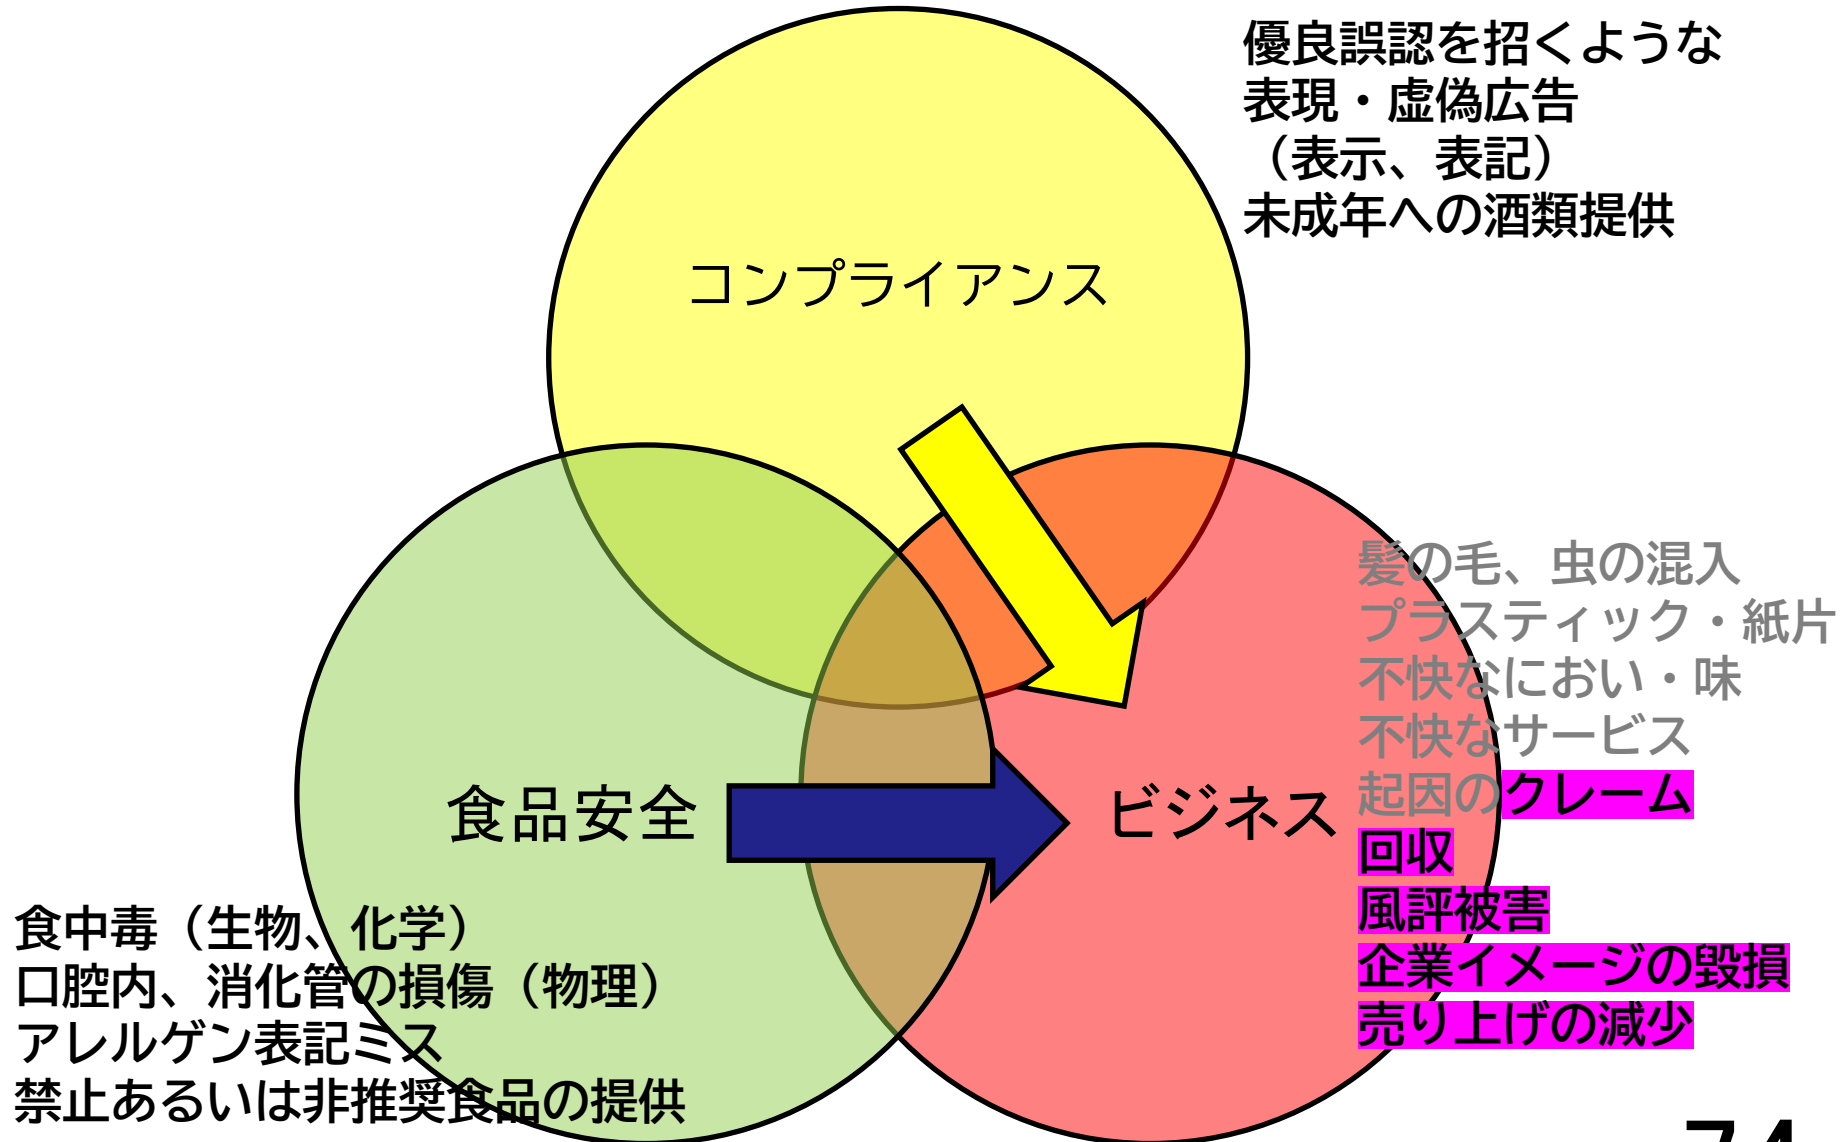 優良誤認を招くような
表現・虚偽広告
（表示、表記）
未成年への酒類提供
コンプライアンス
髪の毛、虫の混入
プラスティック・紙片
不快なにおい・味
不快なサービス
起因のクレーム
回収
風評被害
企業イメージの毀損
売り上げの減少
食品安全
ビジネス
食中毒（生物、化学）
口腔内、消化管の損傷（物理）
アレルゲン表記ミス
禁止あるいは非推奨食品の提供